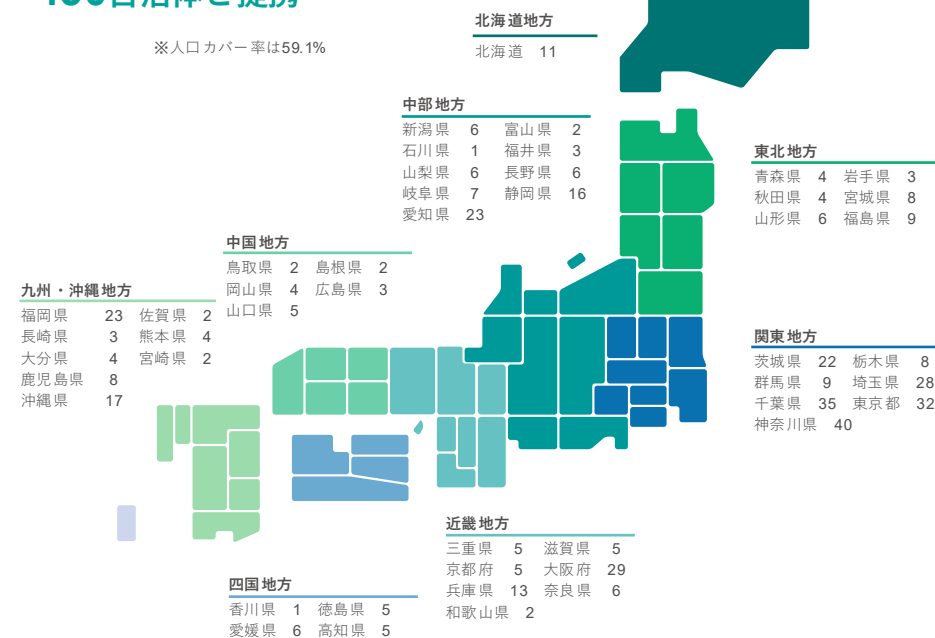 自治体と提携
※人口カバー率は59.1%
北海道地方
北海道 11
中部地方
新潟県 6 富山県 2
石川県 1 福井県 3
山梨県 6 長野県 6
岐阜県 7 静岡県 16
愛知県 23
東北地方
青森県 4 岩手県 3
秋田県 4 宮城県 8
山形県 6 福島県 9
中国地方
鳥取県 2 島根県 2
岡山県 4 広島県 3
山口県 5
九州・沖縄地方
福岡県 23 佐賀県 2
長崎県 3 熊本県 4
大分県 4 宮崎県 2
鹿児島県 8
沖縄県 17
関東地方
茨城県 22 栃木県 8
群馬県 9 埼玉県 28
千葉県 35 東京都 32
神奈川県 40
近畿地方
三重県 5 滋賀県 5
京都府 5 大阪府 29
兵庫県 13 奈良県 6
和歌山県 2
四国地方
香川県 1 徳島県 5
愛媛県 6 高知県 5